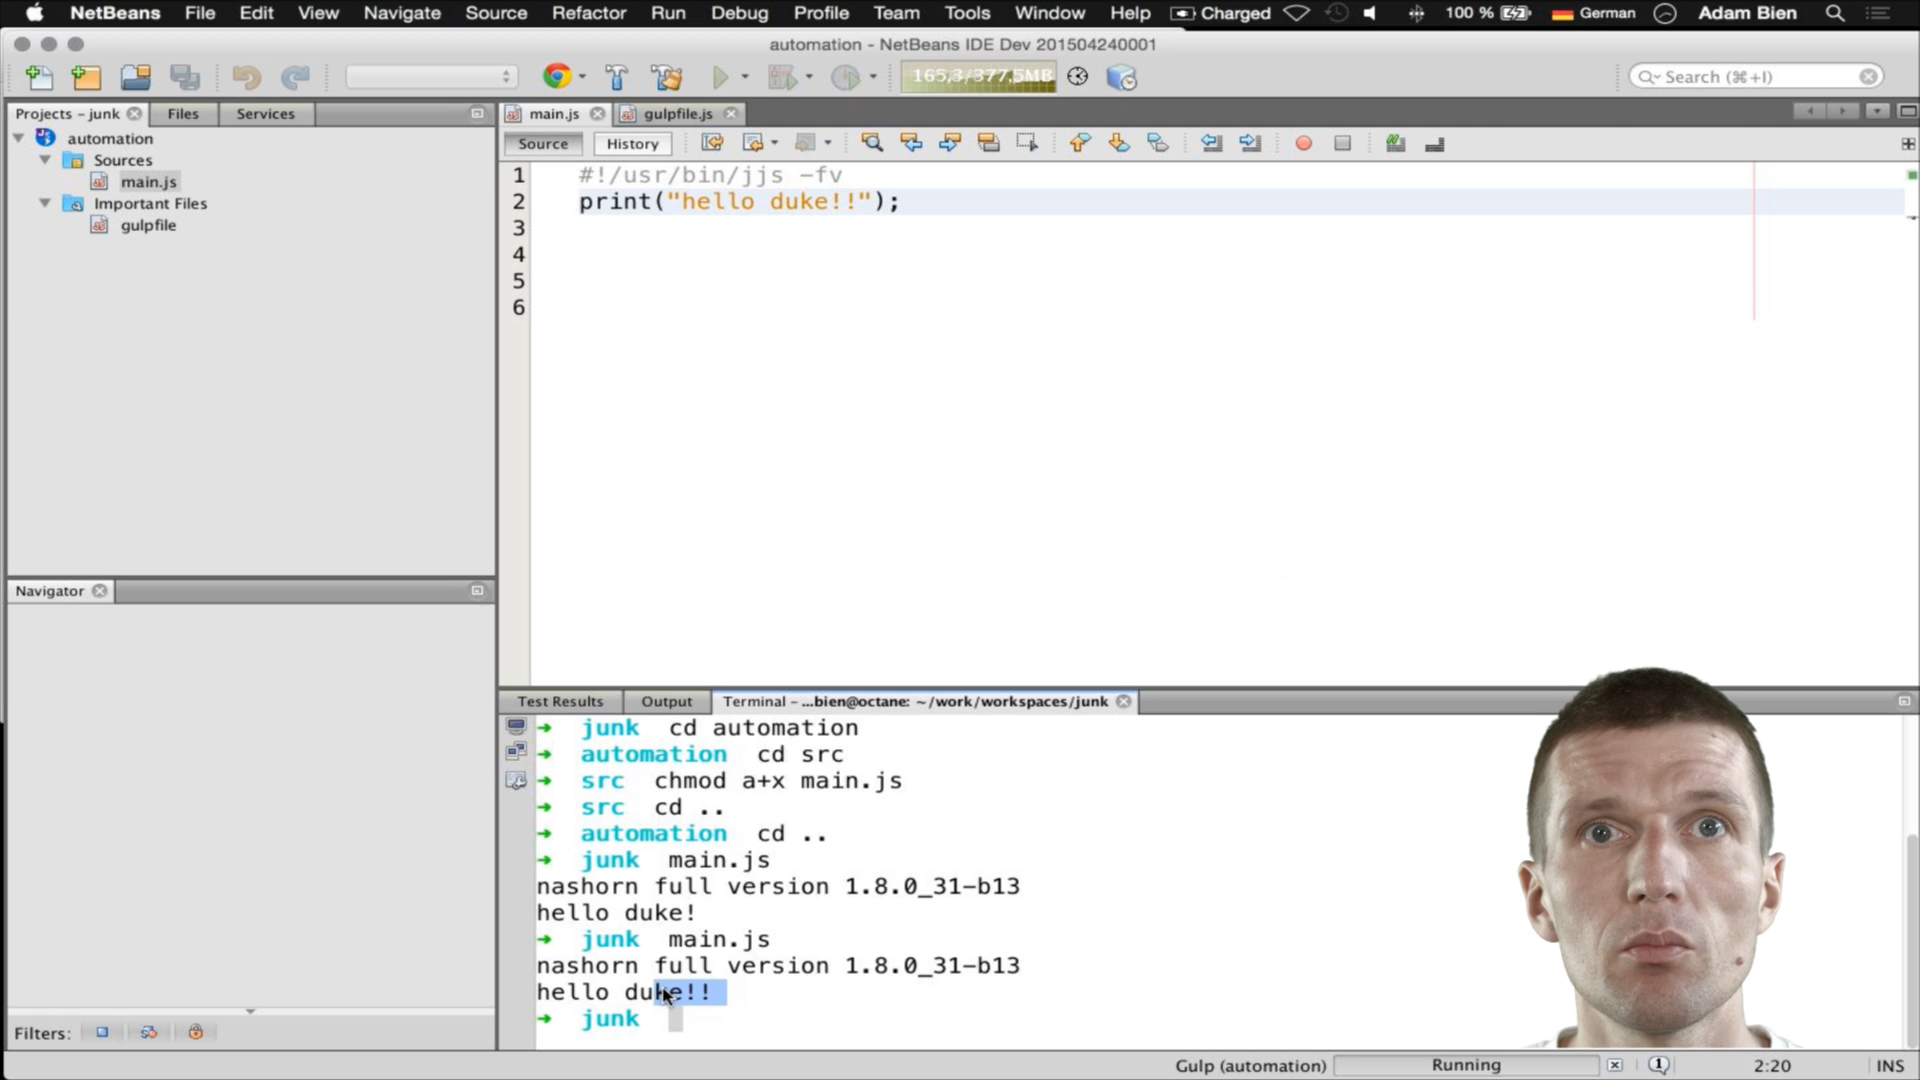 NetBeans File Edit View Navigate Source Refactor Run Debug Profile Team Tools Window Help Charged 100 % German Adam Bien
automation - NetBeans IDE Dev 201504240001
165,3/377,5MB Search (⌘+I)
Projects - junk Files Services
main.js gulpfile.js
automation
Sources
main.js
Important Files
gulpfile
Source History
1 #!/usr/bin/jjs -fv
2 print("hello duke!!");
3
4
5
6
Navigator
Filters:
Test Results Output Terminal - ...bien@octane: ~/work/workspaces/junk
→ junk cd automation
→ automation cd src
→ src chmod a+x main.js
→ src cd ..
→ automation cd ..
→ junk main.js
nashorn full version 1.8.0_31-b13
hello duke!
→ junk main.js
nashorn full version 1.8.0_31-b13
hello duke!!
→ junk
Gulp (automation) Running 1 2:20 INS